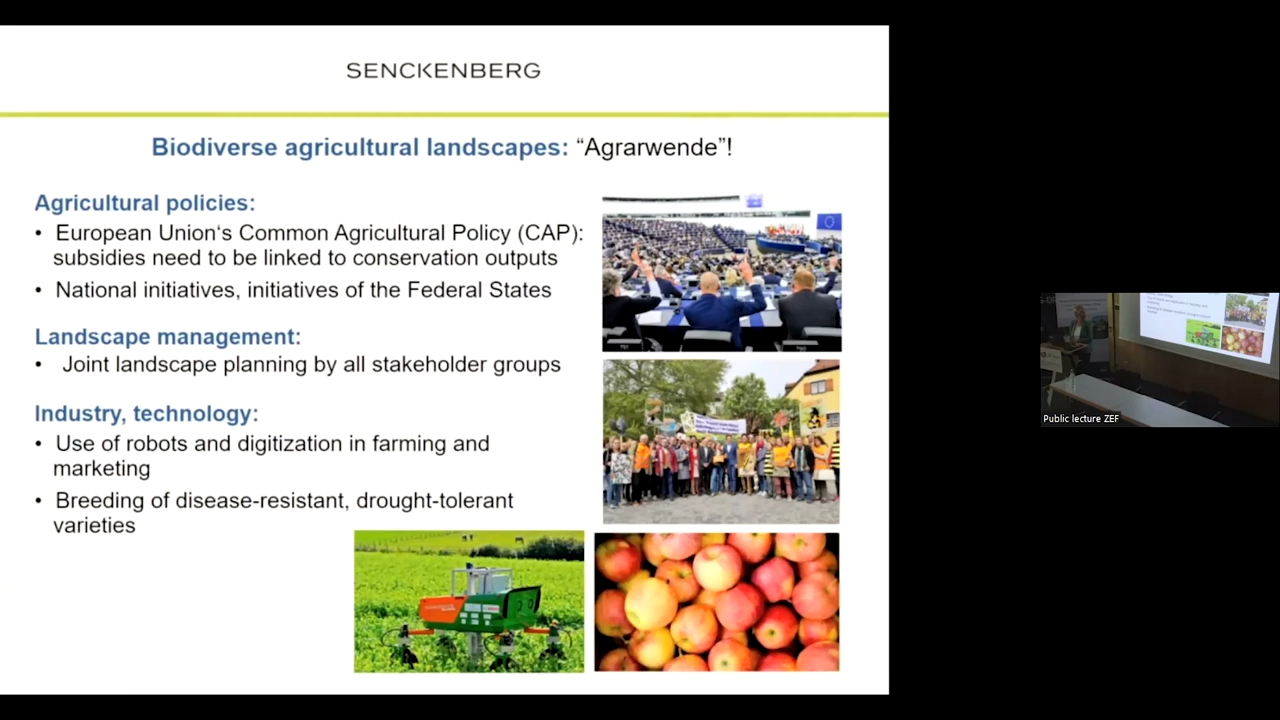 SENCKENBERG
Biodiverse agricultural landscapes: “Agrarwende”!
Agricultural policies:
• European Union‘s Common Agricultural Policy (CAP):
subsidies need to be linked to conservation outputs
• National initiatives, initiatives of the Federal States
Landscape management:
• Joint landscape planning by all stakeholder groups
Industry, technology:
• Use of robots and digitization in farming and
marketing
• Breeding of disease-resistant, drought-tolerant
varieties
Public lecture ZEF